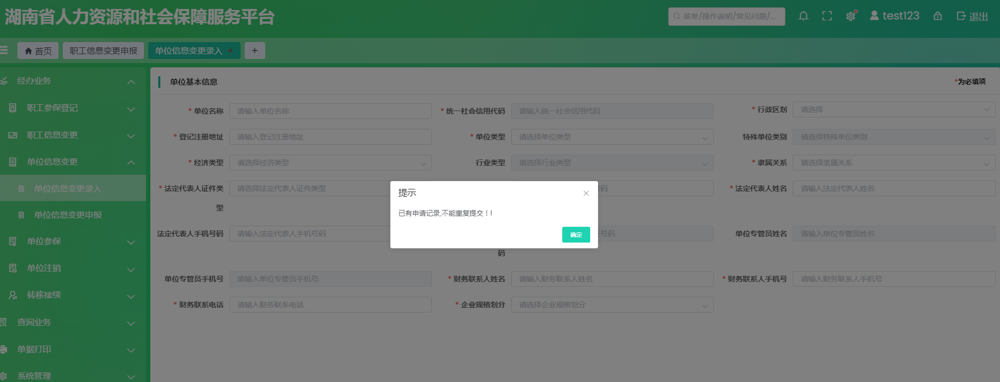 湖南省人力资源和社会保障服务平台
菜单/操作说明/常见问题/...
test123
退出
首页
职工信息变更申报
单位信息变更录入 ×
+
经办业务
职工参保登记
职工信息变更
单位信息变更
单位信息变更录入
单位信息变更申报
单位参保
单位注销
转移接续
查询业务
单据打印
系统管理
单位基本信息
*为必填项
* 单位名称 请输入单位名称
* 统一社会信用代码 请输入统一社会信用代码
* 行政区划 请选择
* 登记注册地址 请输入登记注册地址
* 单位类型 请选择单位类型
特殊单位类别 请选择特殊单位类别
* 经济类型 请选择经济类型
行业类型 请选择行业类型
* 隶属关系 请选择隶属关系
* 法定代表人证件类
型
请选择法定代表人证件类型
号码
* 法定代表人姓名 请输入法定代表人姓名
法定代表人手机号码 请输入法定代表人手机号码
码
号码
单位专管员姓名 请输入单位专管员姓名
单位专管员手机号 请输入单位专管员手机号
* 财务联系人姓名 请输入财务联系人姓名
* 财务联系人手机号 请输入财务联系人手机号
* 财务联系电话 请输入财务联系电话
* 企业规格划分 请选择企业规格划分
提示
×
已有申请记录,不能重复提交！!
确定